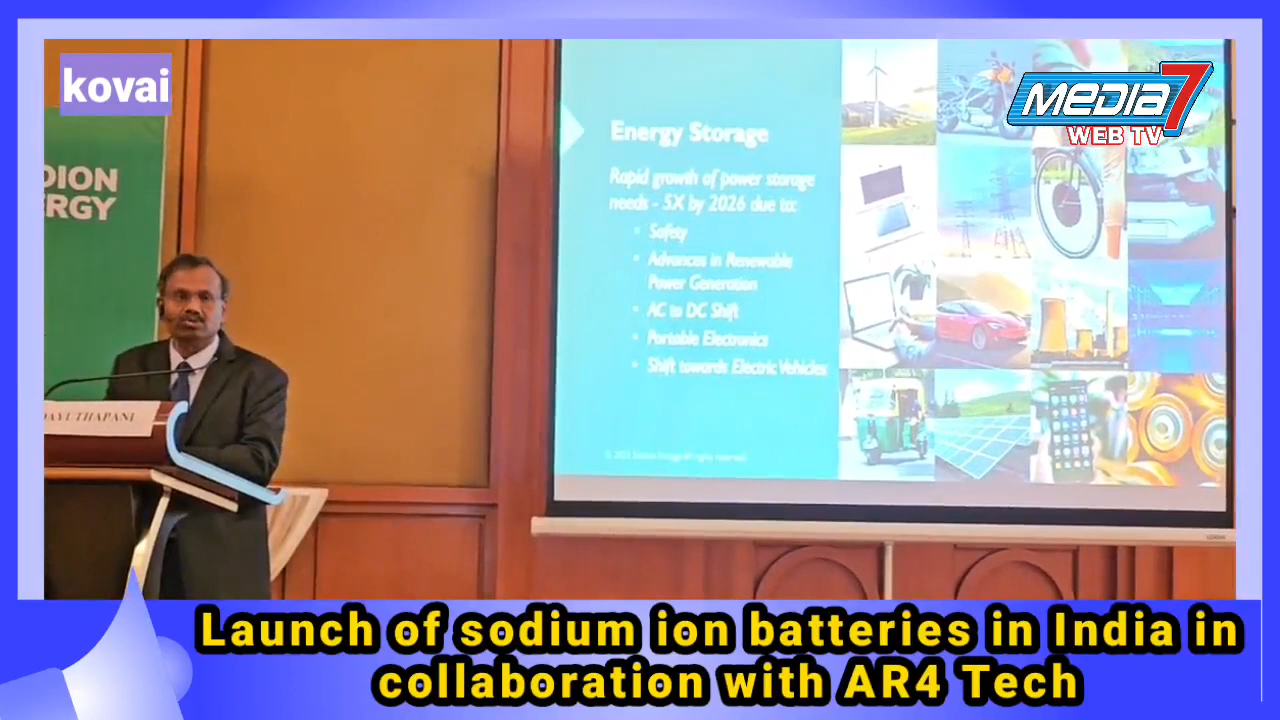 kovai
MEDIA7
WEB TV
DION
RGY
Energy Storage
Rapid growth of power storage
needs - 5X by 2026 due to:
• Safety
• Advances in Renewable
Power Generation
• AC to DC Shift
• Portable Electronics
• Shift towards Electric Vehicles
DAYUTHAPANI
Launch of sodium ion batteries in India in
collaboration with AR4 Tech